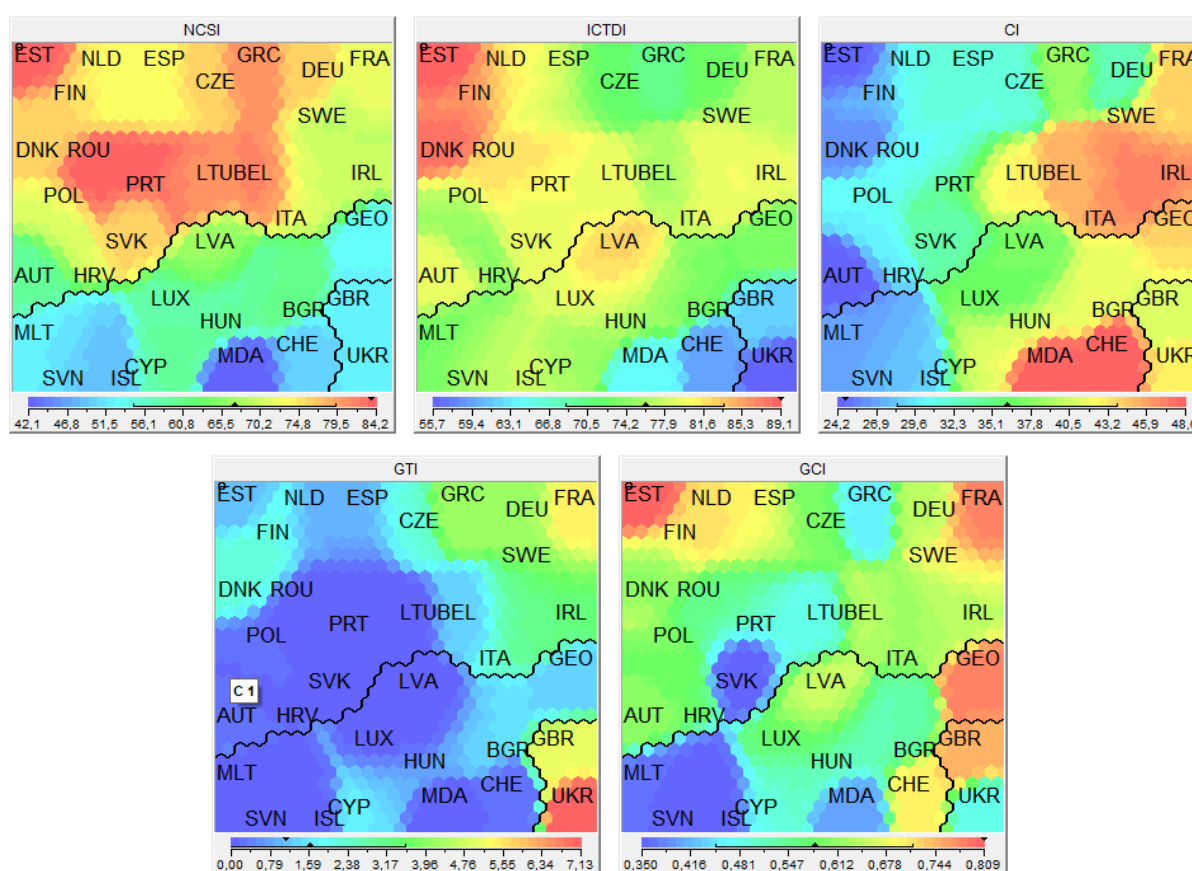 NCSI ICTDI CI
EST NLD ESP GRC DEU FRA
CZE
FIN
SWE
DNK ROU
LTUBEL IRL
PRT
POL
ITA GEO
SVK LVA
AUT HRV
LUX GBR
BGR
MLT HUN
CHE
MDA UKR
SVN ISL CYP
42,1 46,8 51,5 56,1 60,8 65,5 70,2 74,8 79,5 84,2
EST NLD ESP GRC DEU FRA
CZE
FIN
SWE
DNK ROU
LTUBEL IRL
PRT
POL
ITA GEO
SVK LVA
AUT HRV
LUX GBR
BGR
MLT HUN
CHE
MDA UKR
SVN ISL CYP
55,7 59,4 63,1 66,8 70,5 74,2 77,9 81,6 85,3 89,1
EST NLD ESP GRC DEU FRA
CZE
FIN
SWE
DNK ROU
LTUBEL IRL
PRT
POL
ITA GEO
SVK LVA
AUT HRV
LUX GBR
BGR
MLT HUN
CHE
MDA UKR
SVN ISL CYP
24,2 26,9 29,6 32,3 35,1 37,8 40,5 43,2 45,9 48,6
GTI GCI
EST NLD ESP GRC DEU FRA
CZE
FIN
SWE
DNK ROU
LTUBEL IRL
PRT
POL
ITA GEO
SVK LVA
C 1
AUT HRV
LUX GBR
BGR
MLT HUN
CHE
MDA UKR
SVN ISL CYP
0,00 0,79 1,59 2,38 3,17 3,96 4,76 5,55 6,34 7,13
EST NLD ESP GRC DEU FRA
CZE
FIN
SWE
DNK ROU
LTUBEL IRL
PRT
POL
ITA GEO
SVK LVA
AUT HRV
LUX GBR
BGR
MLT HUN
CHE
MDA UKR
SVN ISL CYP
0,350 0,416 0,481 0,547 0,612 0,678 0,744 0,809